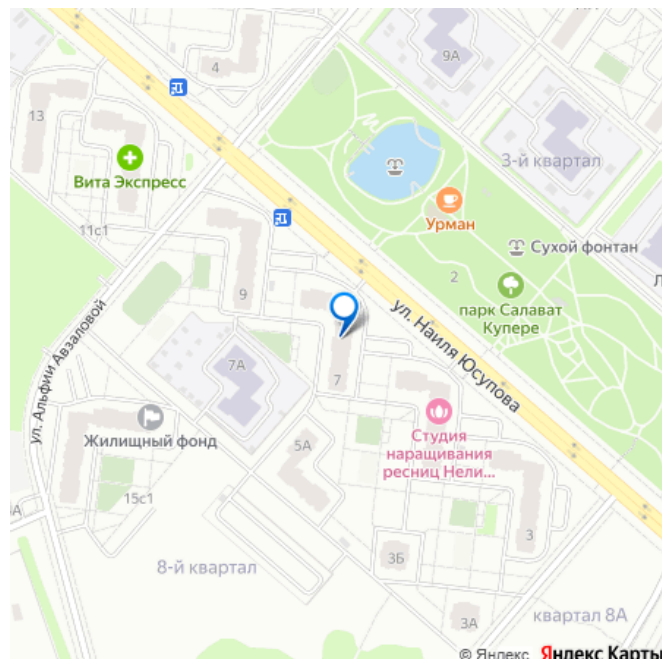 4
9А
13
3-й квартал
Вита Экспресс
Урман
Сухой фонтан
11с1
2
парк Салават
Купере
9
ул. Наиля Юсупова
ул. Альфии Авзаловой
7А
7
Жилищный фонд
Студия
наращивания
ресниц Нели...
5А
15с1
3
3Б
8-й квартал
3А
квартал 8А
© Яндекс Яндекс Карты